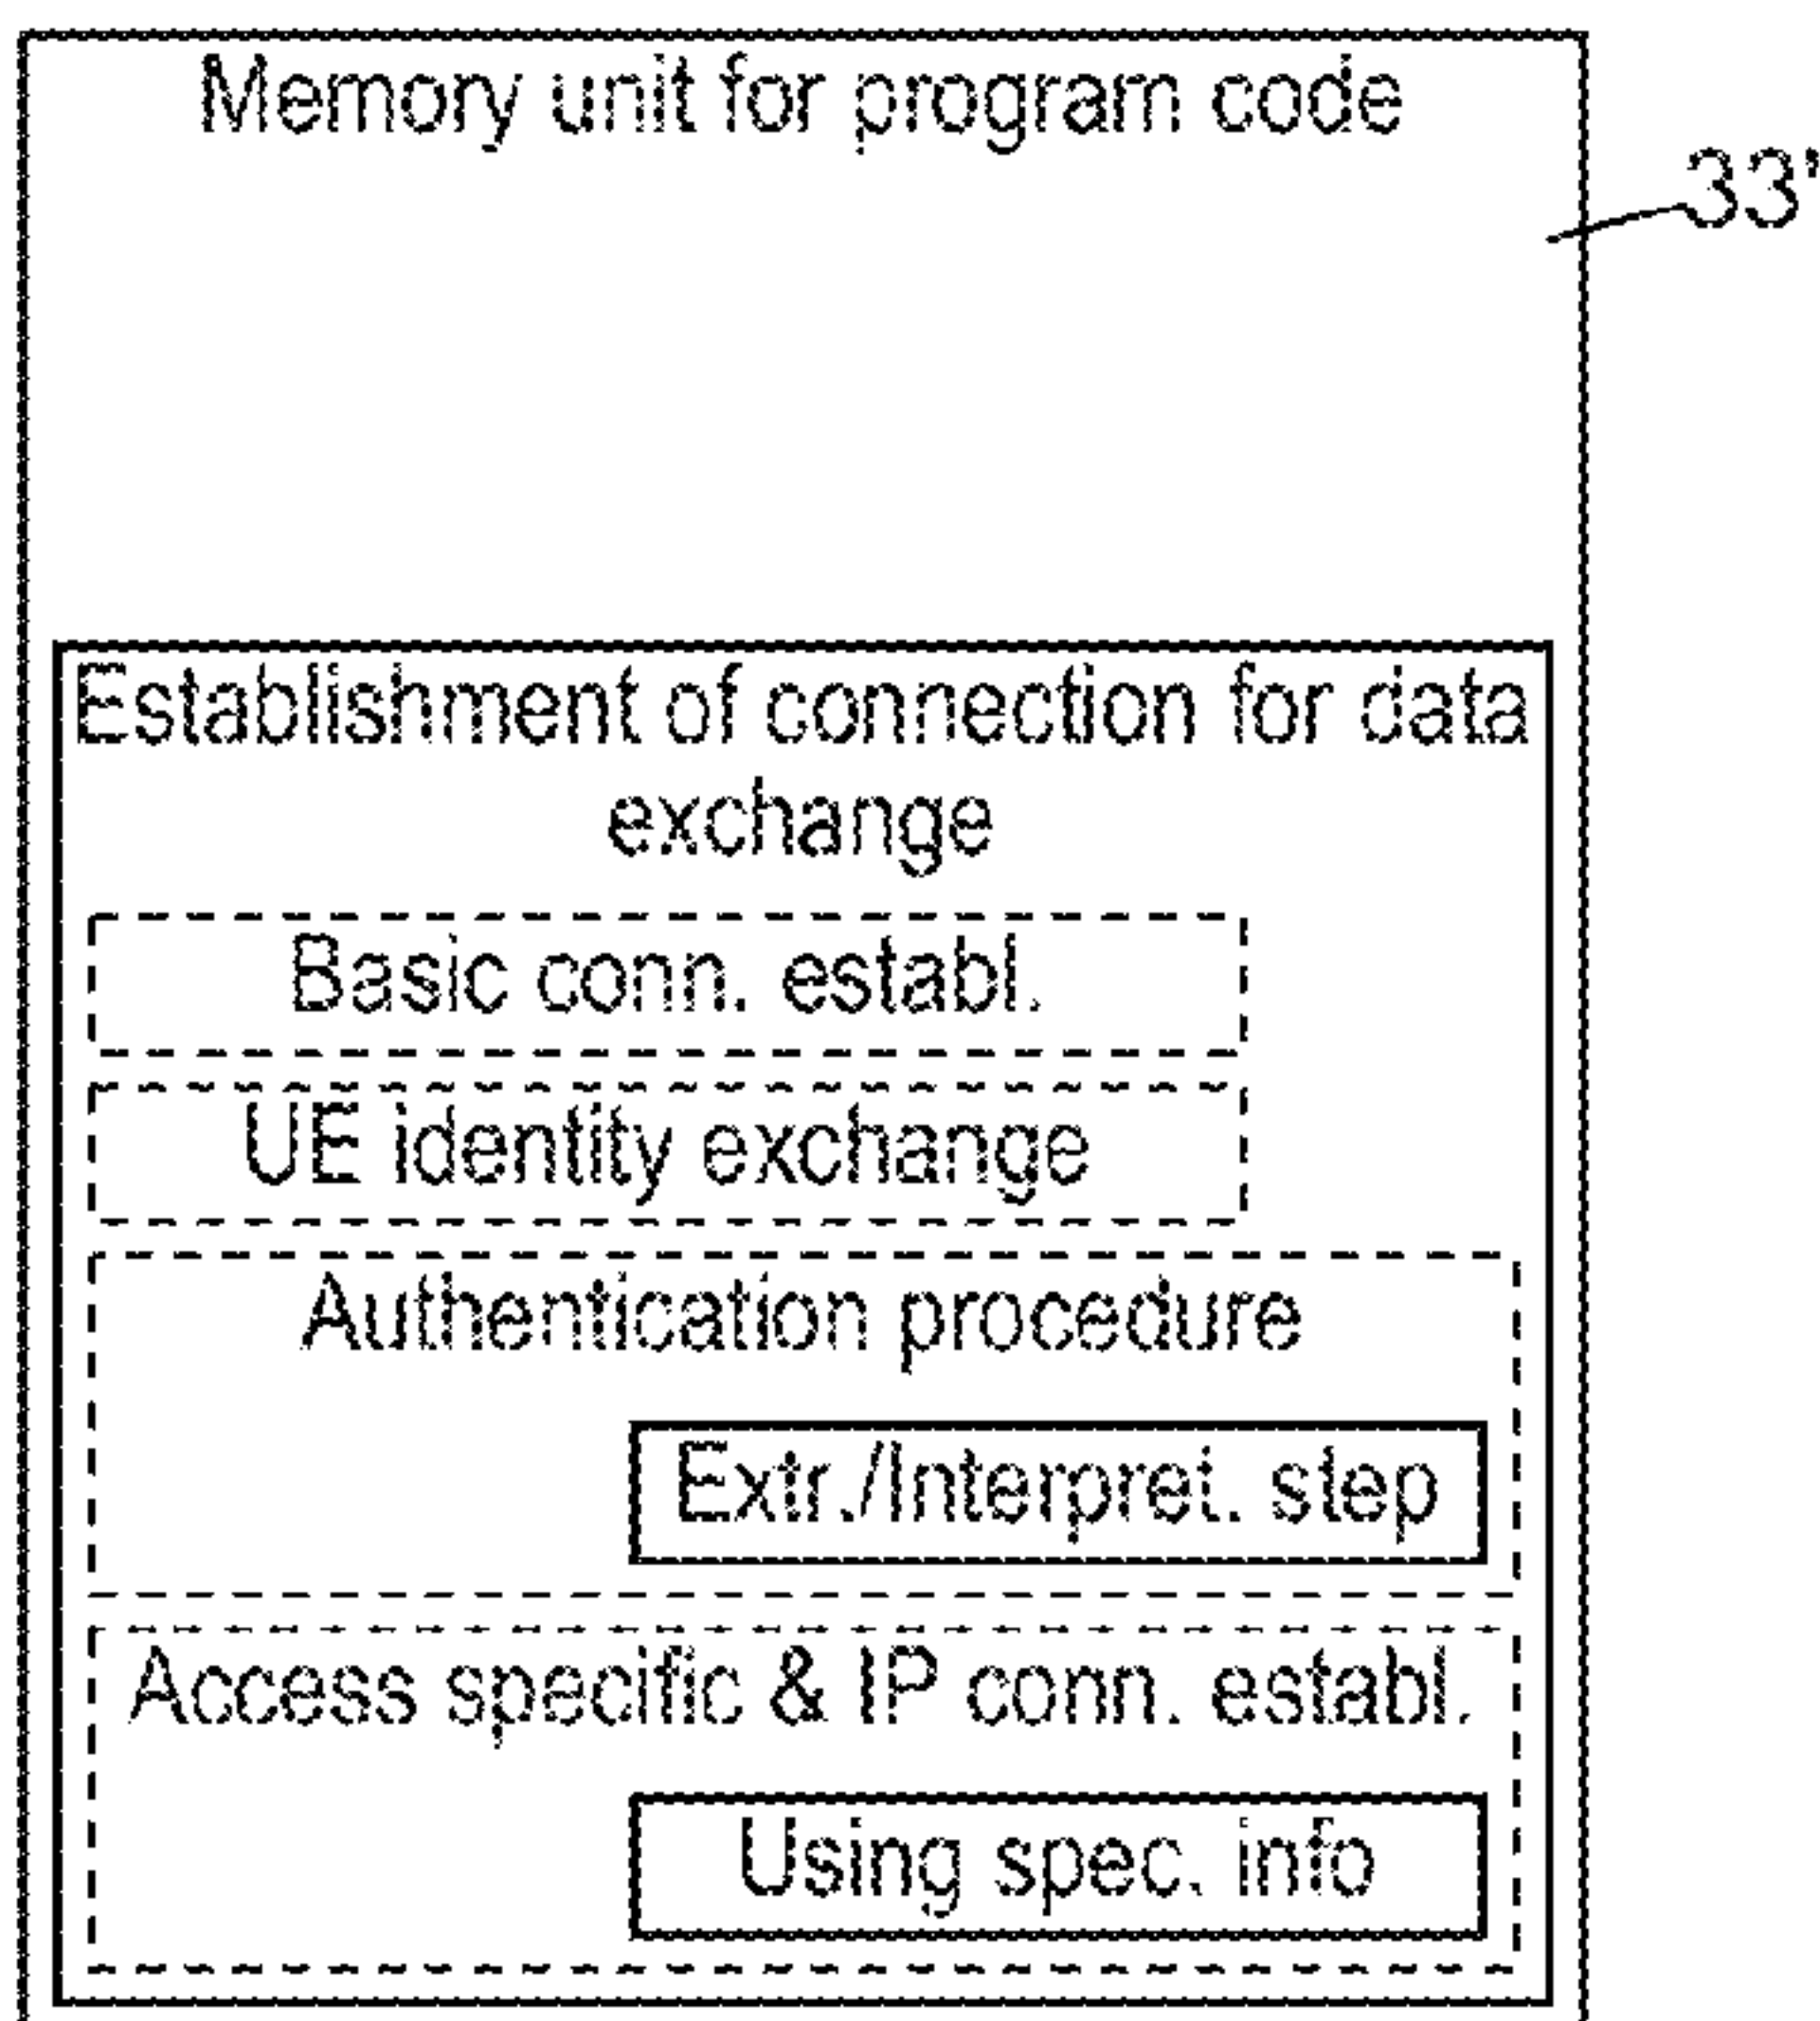 Memory unit for program code
33'
Establishment of connection for data
exchange
Basic conn. establ.
UE identity exchange
Authentication procedure
Extr./Interpret. step
Access specific & IP conn. establ.
Using spec. info